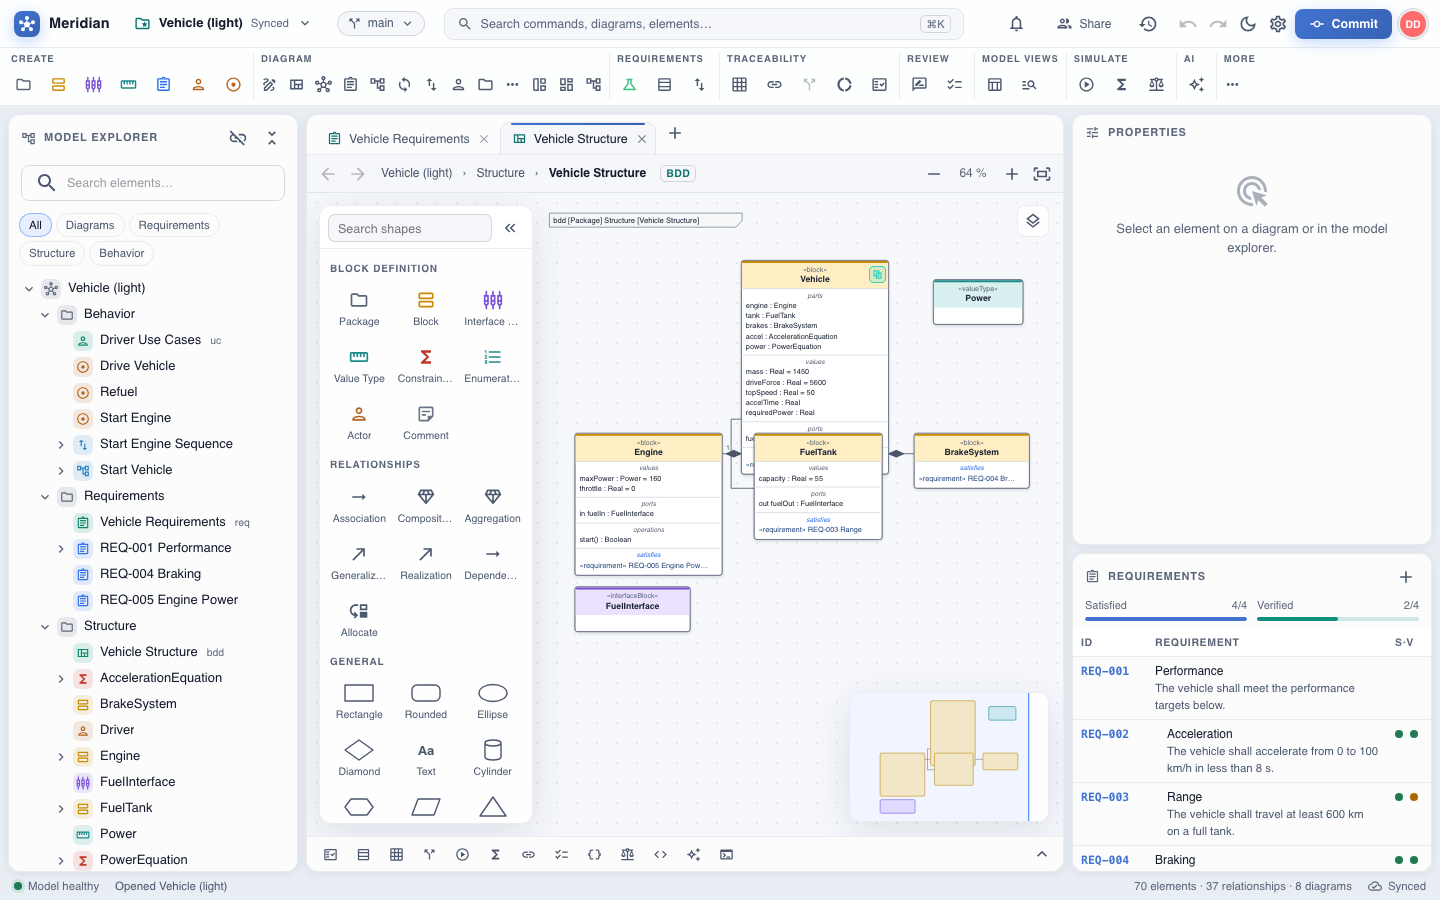 Meridian
Vehicle (light) Synced
main
Search commands, diagrams, elements…
⌘K
Share
Commit
DD
CREATE
DIAGRAM
REQUIREMENTS
TRACEABILITY
REVIEW
MODEL VIEWS
SIMULATE
AI
MORE
MODEL EXPLORER
Search elements…
All
Diagrams
Requirements
Structure
Behavior
Vehicle (light)
Behavior
Driver Use Cases uc
Drive Vehicle
Refuel
Start Engine
Start Engine Sequence
Start Vehicle
Requirements
Vehicle Requirements req
REQ-001 Performance
REQ-004 Braking
REQ-005 Engine Power
Structure
Vehicle Structure bdd
AccelerationEquation
BrakeSystem
Driver
Engine
FuelInterface
FuelTank
Power
PowerEquation
Vehicle Requirements
Vehicle Structure
Vehicle (light) › Structure › Vehicle Structure BDD
64 %
Search shapes
BLOCK DEFINITION
Package
Block
Interface …
Value Type
Constrain…
Enumerat…
Actor
Comment
RELATIONSHIPS
Association
Composit…
Aggregation
Generaliz…
Realization
Depende…
Allocate
GENERAL
Rectangle
Rounded
Ellipse
Diamond
Aa
Text
Cylinder
bdd [Package] Structure [Vehicle Structure]
«block»
Vehicle
parts
engine : Engine
tank : FuelTank
brakes : BrakeSystem
accel : AccelerationEquation
power : PowerEquation
values
mass : Real = 1450
driveForce : Real = 5600
topSpeed : Real = 50
accelTime : Real
requiredPower : Real
ports
«valueType»
Power
«block»
Engine
values
maxPower : Power = 160
throttle : Real = 0
ports
in fuelIn : FuelInterface
operations
start() : Boolean
satisfies
«requirement» REQ-005 Engine Pow…
«block»
FuelTank
values
capacity : Real = 55
ports
out fuelOut : FuelInterface
satisfies
«requirement» REQ-003 Range
«block»
BrakeSystem
satisfies
«requirement» REQ-004 Br…
«interfaceBlock»
FuelInterface
PROPERTIES
Select an element on a diagram or in the model
explorer.
REQUIREMENTS
Satisfied 4/4
Verified 2/4
ID REQUIREMENT S·V
REQ-001 Performance
The vehicle shall meet the performance
targets below.
REQ-002 Acceleration
The vehicle shall accelerate from 0 to 100
km/h in less than 8 s.
REQ-003 Range
The vehicle shall travel at least 600 km
on a full tank.
REQ-004 Braking
Model healthy
Opened Vehicle (light)
70 elements · 37 relationships · 8 diagrams
Synced